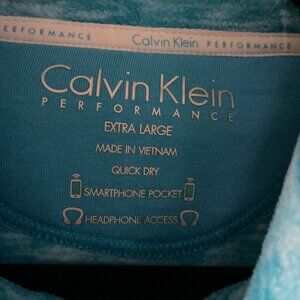 PERFORMANCE Calvin Klein PERFORMANCE
Calvin Klein
PERFORMANCE
EXTRA LARGE
MADE IN VIETNAM
QUICK DRY
SMARTPHONE POCKET
HEADPHONE ACCESS